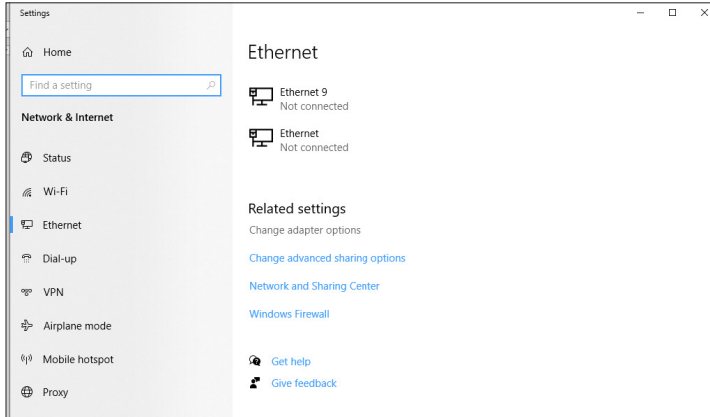 Settings
Home
Find a setting
Network & Internet
Status
Wi-Fi
Ethernet
Dial-up
VPN
Airplane mode
Mobile hotspot
Proxy
Ethernet
Ethernet 9
Not connected
Ethernet
Not connected
Related settings
Change adapter options
Change advanced sharing options
Network and Sharing Center
Windows Firewall
Get help
Give feedback